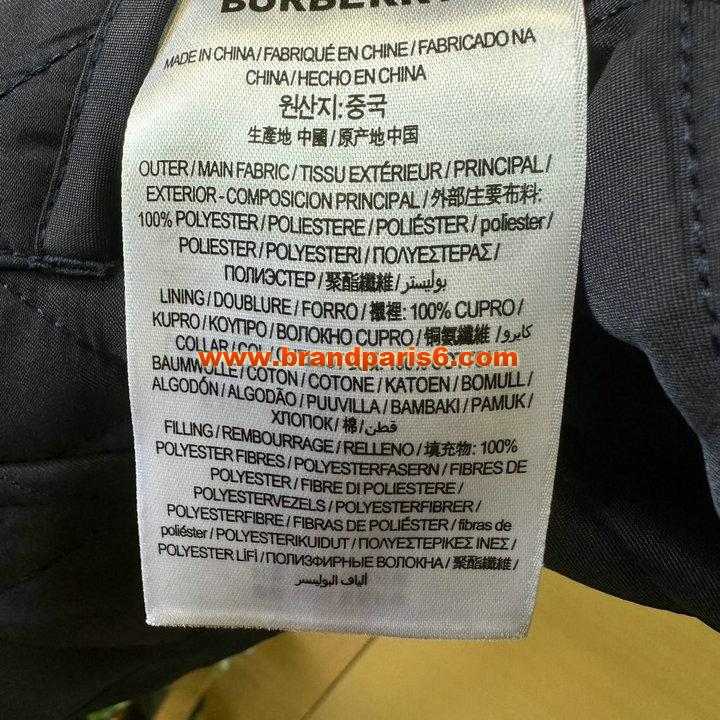 BURBERRY
MADE IN CHINA / FABRIQUÉ EN CHINE / FABRICADO NA
CHINA / HECHO EN CHINA
원산지: 중국
生產地 中國 / 原产地 中国
OUTER / MAIN FABRIC / TISSU EXTÉRIEUR / PRINCIPAL /
EXTERIOR - COMPOSICION PRINCIPAL / 外部/主要布料:
100% POLYESTER / POLIESTERE / POLIÉSTER / poliester /
POLIESTER / POLYESTERI / ΠΟΛΥΕΣΤΕΡΑΣ /
ПОЛИЭСТЕР / 聚酯纖維 / بوليستر
LINING / DOUBLURE / FORRO / 襯裡: 100% CUPRO /
KUPRO / ΚΟΥΠΡΟ / ВОЛОКНО CUPRO / 铜氨纖維 / كابرو
COLLAR /
www.brandparis6.com
BAUMWOLLE / COTON / COTONE / KATOEN / BOMULL /
ALGODÓN / ALGODÃO / PUUVILLA / BAMBAKI / PAMUK /
ХЛОПОК / 棉 / قطن
FILLING / REMBOURRAGE / RELLENO / 填充物: 100%
POLYESTER FIBRES / POLYESTERFASERN / FIBRES DE
POLYESTER / FIBRE DI POLIESTERE /
POLYESTERVEZELS / POLYESTERFIBRER /
POLYESTERFIBRE / FIBRAS DE POLIÉSTER / fibras de
poliéster / POLYESTERIKUIDUT / ΠΟΛΥΕΣΤΕΡΙΚΕΣ ΙΝΕΣ /
POLYESTER LİFİ / ПОЛИЭФИРНЫЕ ВОЛОКНА / 聚酯纖維 /
ألياف البوليسر